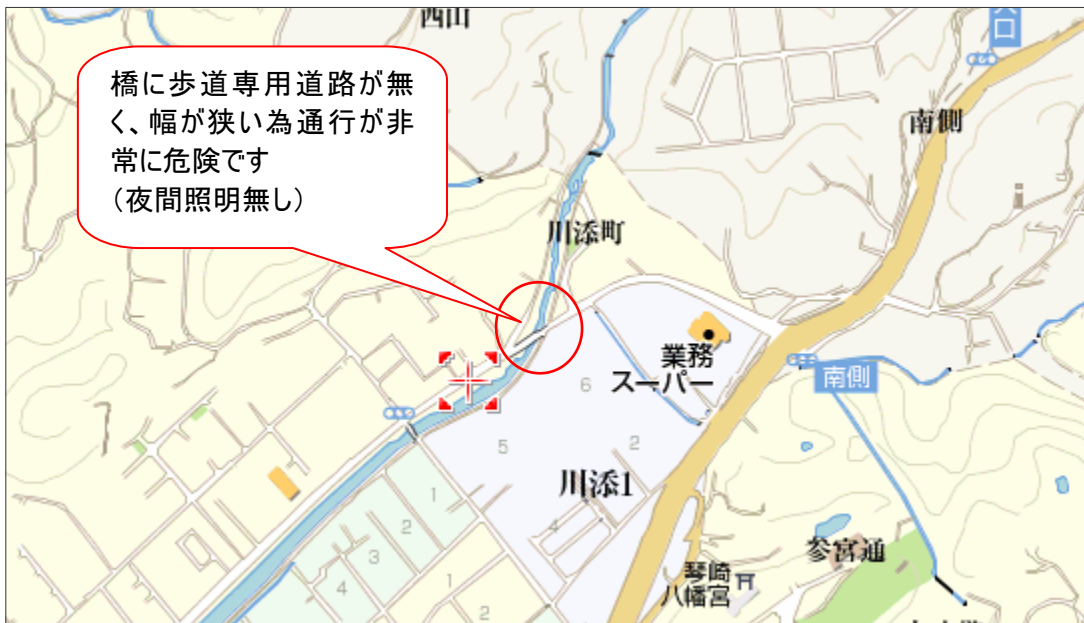 西山
入口
橋に歩道専用道路が無
く、幅が狭い為通行が非
常に危険です
（夜間照明無し）
南側
川添町
業務
スーパー
南側
6
5
2
川添1
1
2
4
3
4
1
2
参宮通
琴崎
八幡宮